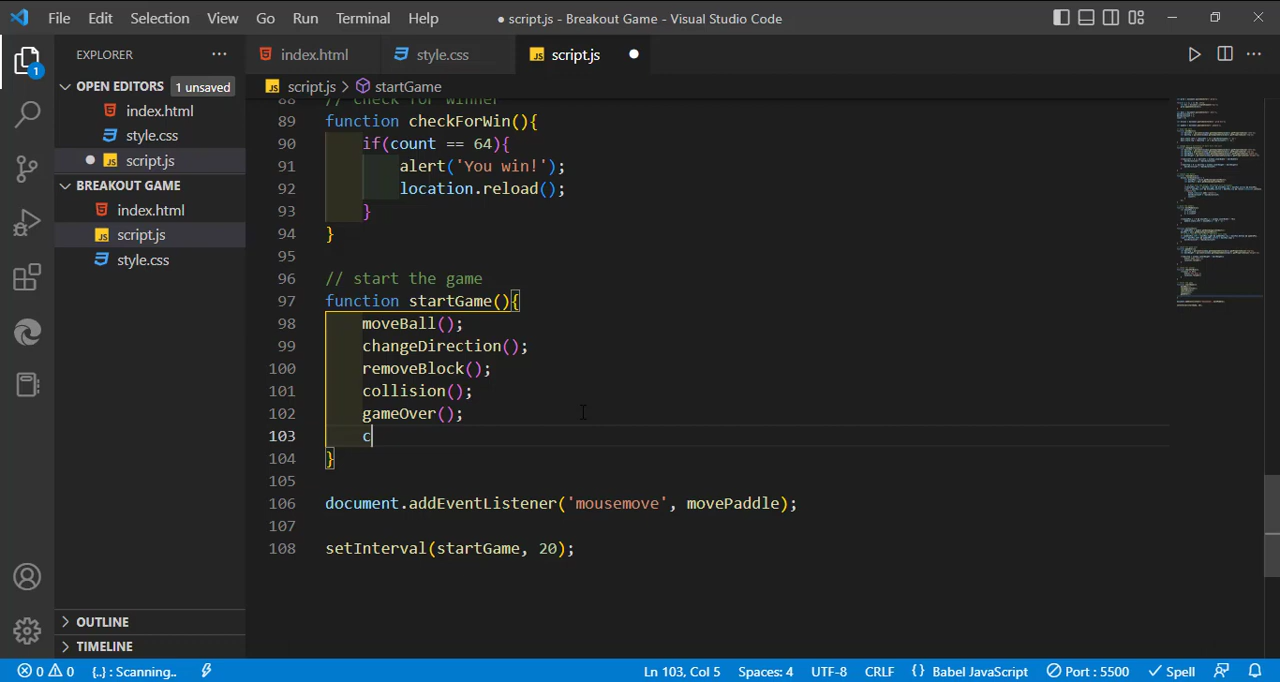 File Edit Selection View Go Run Terminal Help ● script.js - Breakout Game - Visual Studio Code
EXPLORER
OPEN EDITORS 1 unsaved
index.html
style.css
JS script.js
BREAKOUT GAME
index.html
JS script.js
style.css
OUTLINE
TIMELINE
1
index.html style.css JS script.js
JS script.js > startGame
88 // check for winner
89 function checkForWin(){
90 if(count == 64){
91 alert('You win!');
92 location.reload();
93 }
94 }
95
96 // start the game
97 function startGame(){
98 moveBall();
99 changeDirection();
100 removeBlock();
101 collision();
102 gameOver();
103 c
104 }
105
106 document.addEventListener('mousemove', movePaddle);
107
108 setInterval(startGame, 20);
0 0 {..} : Scanning.. Ln 103, Col 5 Spaces: 4 UTF-8 CRLF {} Babel JavaScript Port : 5500 Spell